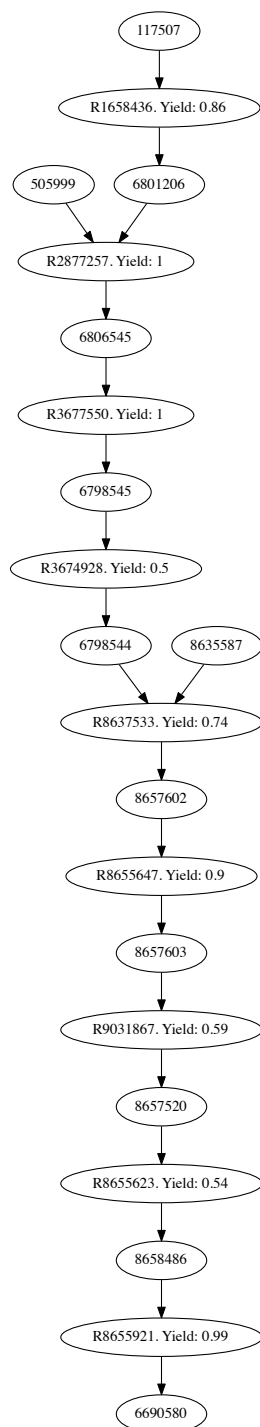 117507
R1658436. Yield: 0.86
505999
6801206
R2877257. Yield: 1
6806545
R3677550. Yield: 1
6798545
R3674928. Yield: 0.5
6798544
8635587
R8637533. Yield: 0.74
8657602
R8655647. Yield: 0.9
8657603
R9031867. Yield: 0.59
8657520
R8655623. Yield: 0.54
8658486
R8655921. Yield: 0.99
6690580